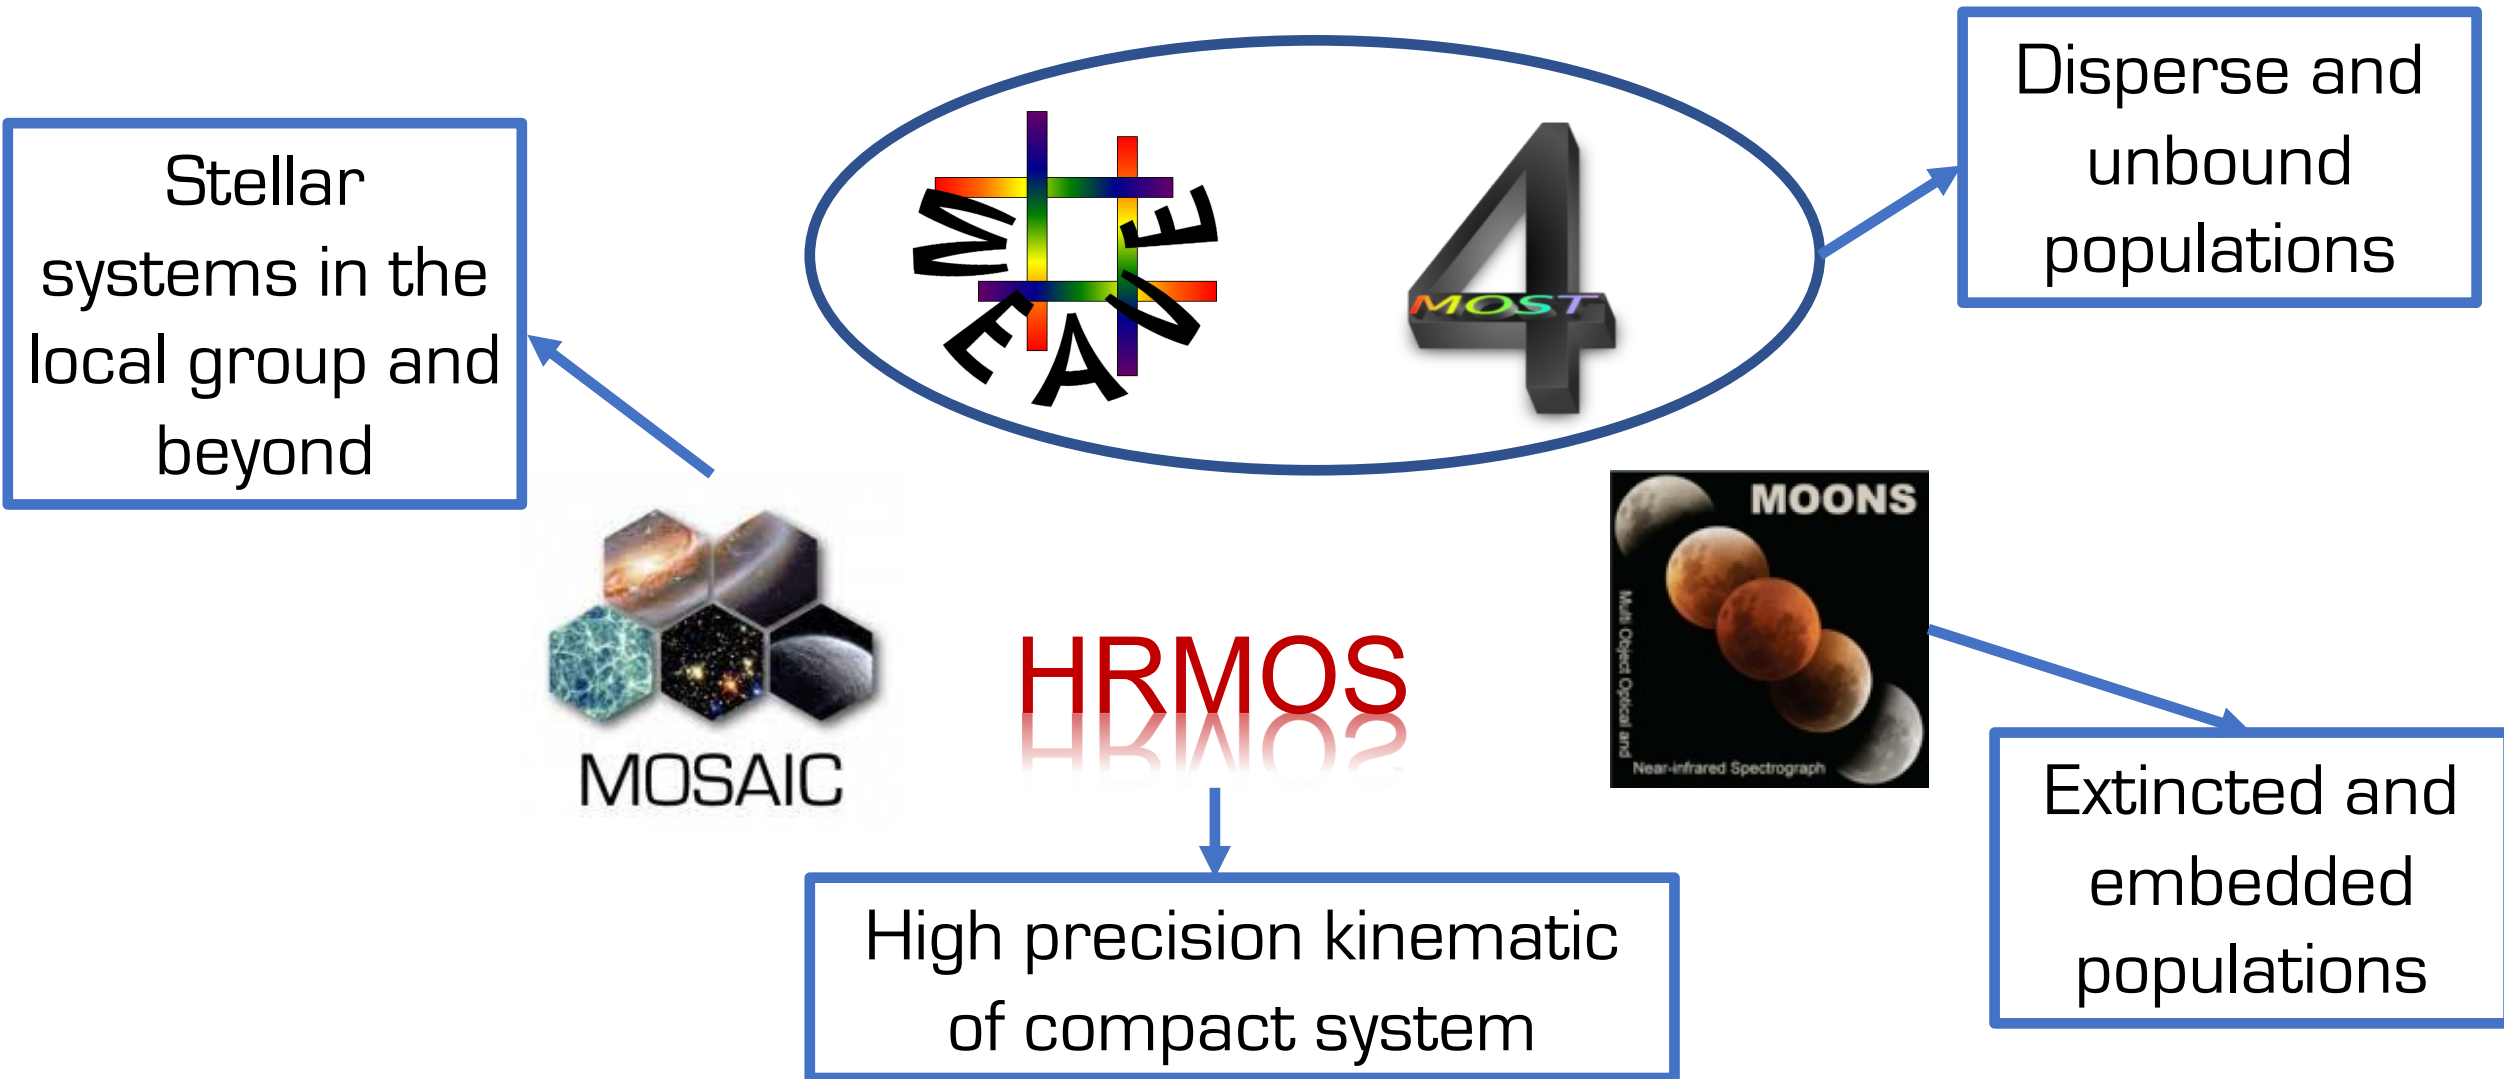 Disperse and
unbound
populations
Stellar
systems in the
local group and
beyond
WEAVE
4
MOST
MOONS
Multi Object Optical and
Near-infrared Spectrograph
HRMOS
MOSAIC
Extincted and
embedded
populations
High precision kinematic
of compact system